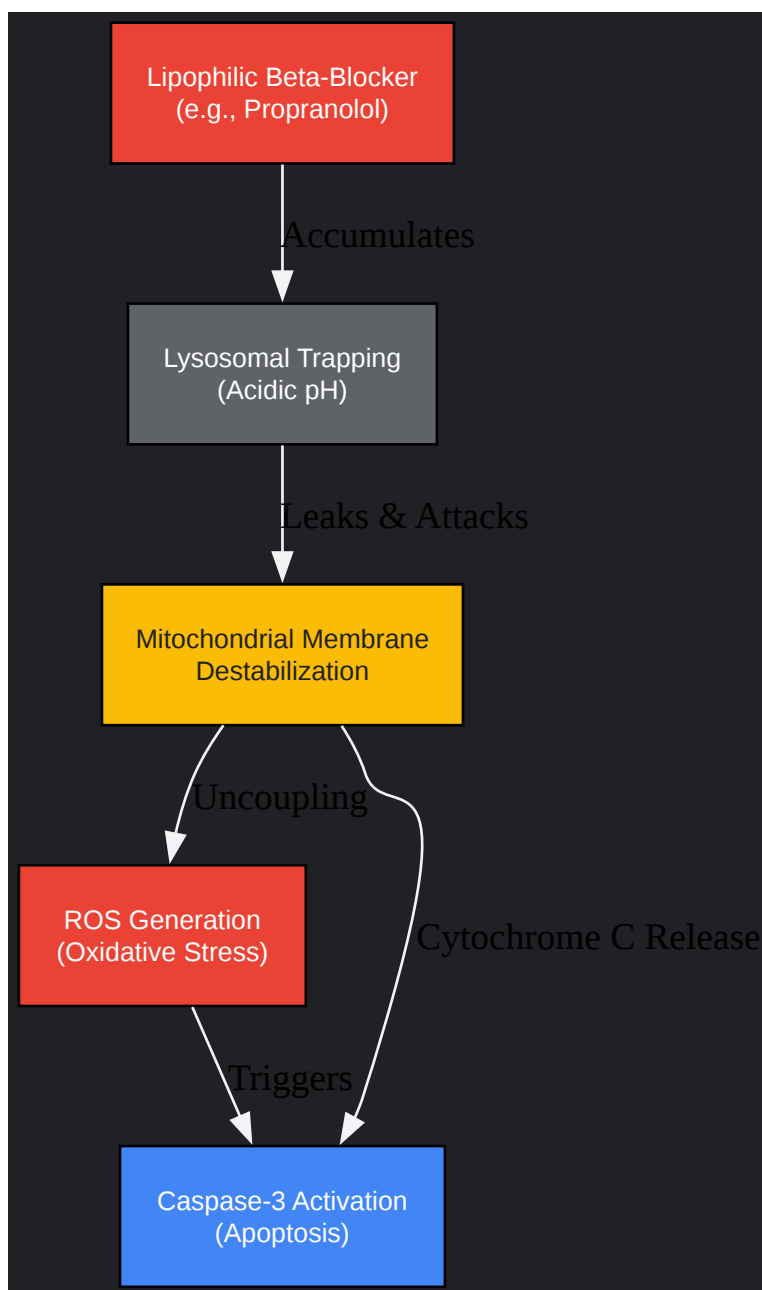 Lipophilic Beta-Blocker
(e.g., Propranolol)
Accumulates
Lysosomal Trapping
(Acidic pH)
Leaks & Attacks
Mitochondrial Membrane
Destabilization
Uncoupling
ROS Generation
(Oxidative Stress)
Cytochrome C Release
Triggers
Caspase-3 Activation
(Apoptosis)